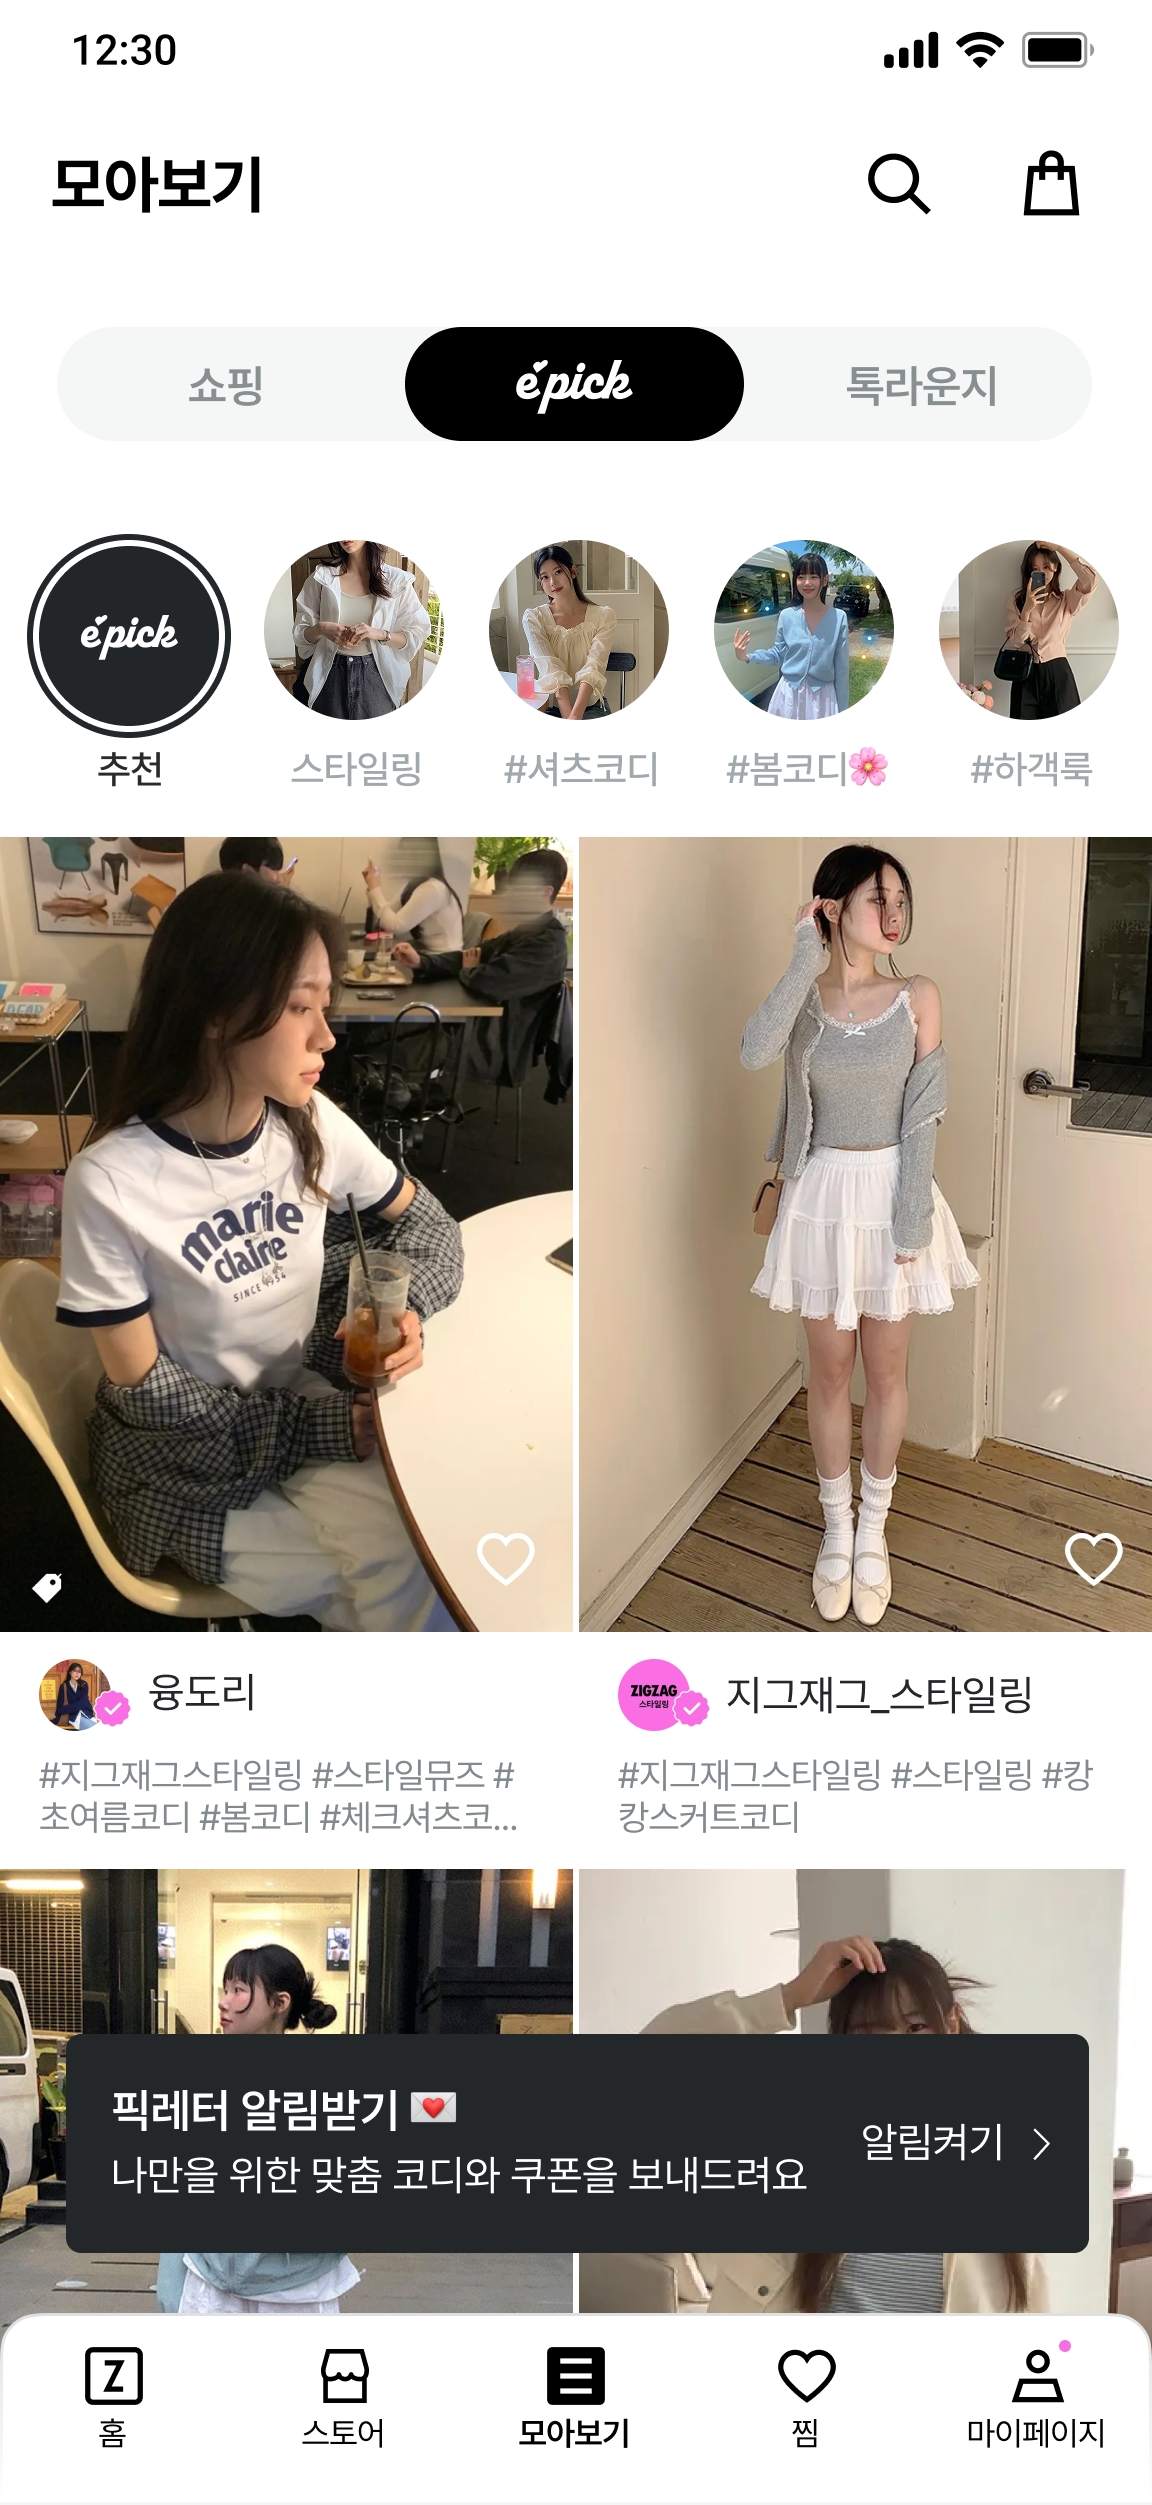 12:30
모아보기
쇼핑
épick
톡라운지
épick
추천
스타일링
#셔츠코디
#봄코디🌸
#하객룩
marie
claire
SINCE 1954
융도리
ZIGZAG
스타일링
지그재그_스타일링
#지그재그스타일링 #스타일뮤즈 #
초여름코디 #봄코디 #체크셔츠코...
#지그재그스타일링 #스타일링 #캉
캉스커트코디
픽레터 알림받기 💌
나만을 위한 맞춤 코디와 쿠폰을 보내드려요
알림켜기
Z
홈
스토어
모아보기
찜
마이페이지